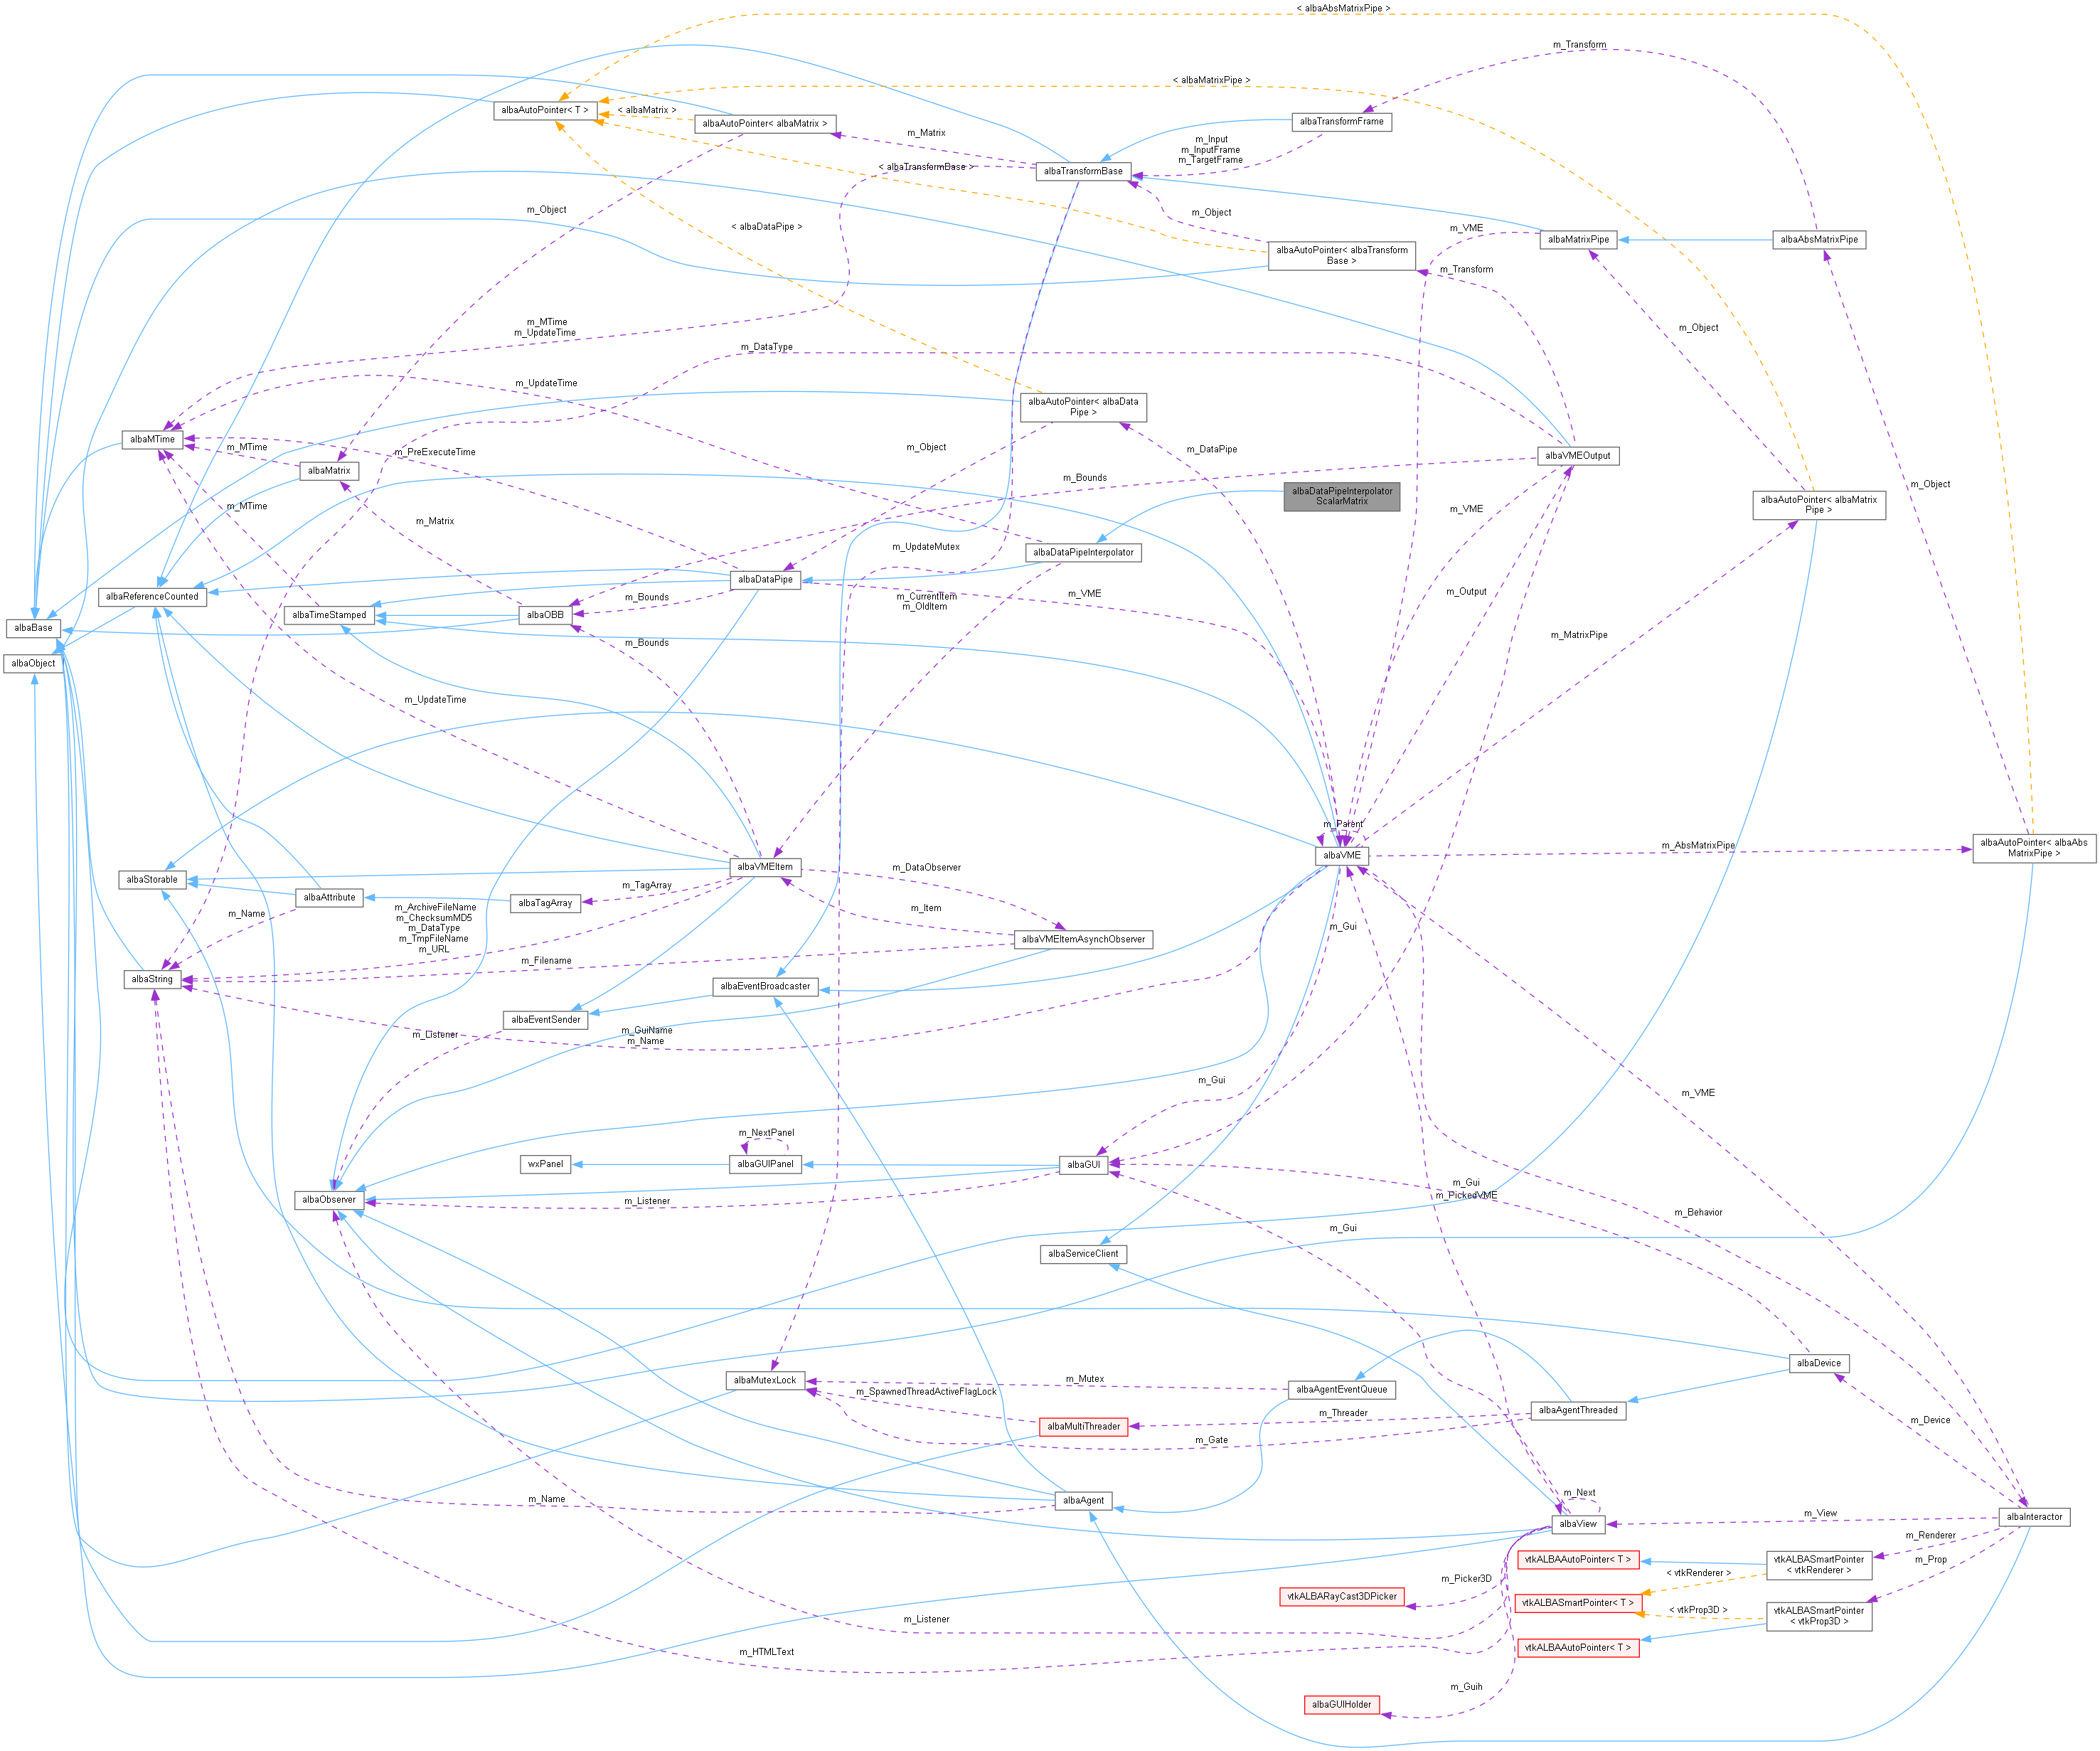 < albaAbsMatrixPipe >
m_Transform
< albaMatrixPipe >
albaAutoPointer< T >
< albaMatrix >
albaAutoPointer< albaMatrix >
albaTransformFrame
m_Matrix
m_Input
m_InputFrame
m_TargetFrame
< albaTransformBase >
albaTransformBase
m_Object
m_Object
< albaDataPipe >
m_VME
albaMatrixPipe
albaAbsMatrixPipe
albaAutoPointer< albaTransform
Base >
m_Transform
m_MTime
m_UpdateTime
m_Object
m_DataType
m_UpdateTime
albaAutoPointer< albaData
Pipe >
albaMTime
m_MTime
m_PreExecuteTime
m_Object
m_DataPipe
albaVMEOutput
albaMatrix
m_Bounds
m_Object
albaDataPipeInterpolator
ScalarMatrix
albaAutoPointer< albaMatrix
Pipe >
m_MTime
m_Matrix
m_VME
m_UpdateMutex
albaDataPipeInterpolator
albaDataPipe
albaReferenceCounted
m_Bounds
m_CurrentItem
m_OldItem
m_VME
m_Output
albaTimeStamped
albaOBB
albaBase
m_MatrixPipe
m_Bounds
albaObject
m_UpdateTime
m_Parent
albaVME
m_AbsMatrixPipe
albaAutoPointer< albaAbs
MatrixPipe >
albaVMEItem
m_DataObserver
albaStorable
m_TagArray
albaAttribute
albaTagArray
m_Name
m_ArchiveFileName
m_ChecksumMD5
m_DataType
m_TmpFileName
m_URL
m_Item
m_Gui
albaVMEItemAsynchObserver
m_Filename
albaString
albaEventBroadcaster
albaEventSender
m_Listener
m_GuiName
m_Name
m_Gui
m_VME
m_NextPanel
wxPanel
albaGUIPanel
albaGUI
m_Gui
m_PickedVME
albaObserver
m_Listener
m_Behavior
m_Gui
albaServiceClient
albaDevice
albaMutexLock
m_Mutex
albaAgentEventQueue
m_SpawnedThreadActiveFlagLock
albaMultiThreader
m_Threader
albaAgentThreaded
m_Device
m_Gate
m_Name
albaAgent
m_Next
albaView
m_View
albaInteractor
m_Renderer
vtkALBAAutoPointer< T >
vtkALBASmartPointer
< vtkRenderer >
m_Prop
m_Picker3D
< vtkRenderer >
vtkALBARayCast3DPicker
vtkALBASmartPointer< T >
< vtkProp3D >
vtkALBASmartPointer
< vtkProp3D >
m_Listener
vtkALBAAutoPointer< T >
m_HTMLText
m_Guih
albaGUIHolder